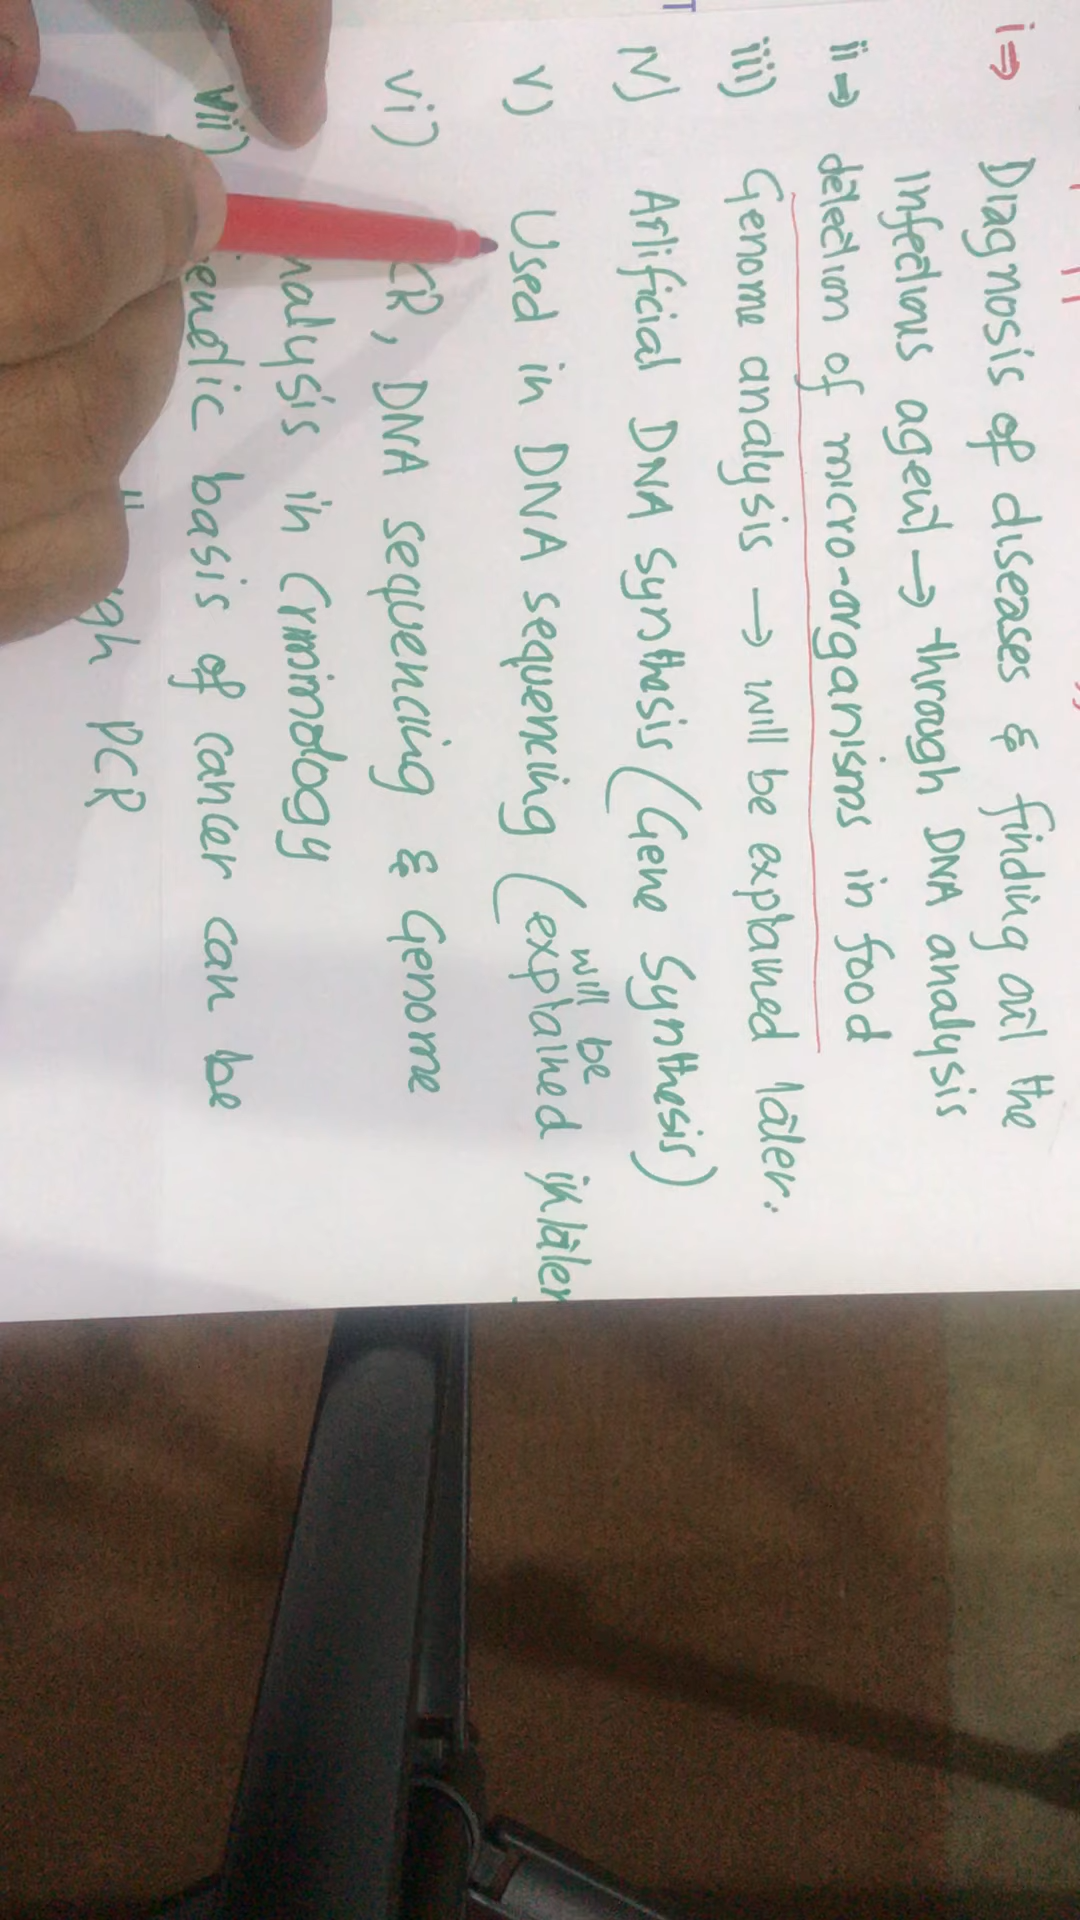 i ⇒ Diagnosis of diseases & finding out the
infectious agent → through DNA analysis
ii ⇒ detection of micro-organisms in food
iii) Genome analysis → will be explained later.
iv) Artificial DNA synthesis (Gene Synthesis)
v) Used in DNA sequencing (explained in later
will be
vi) CR, DNA sequencing & Genome
nalysis in Criminology
vii) enetic basis of cancer can be
ugh PCR